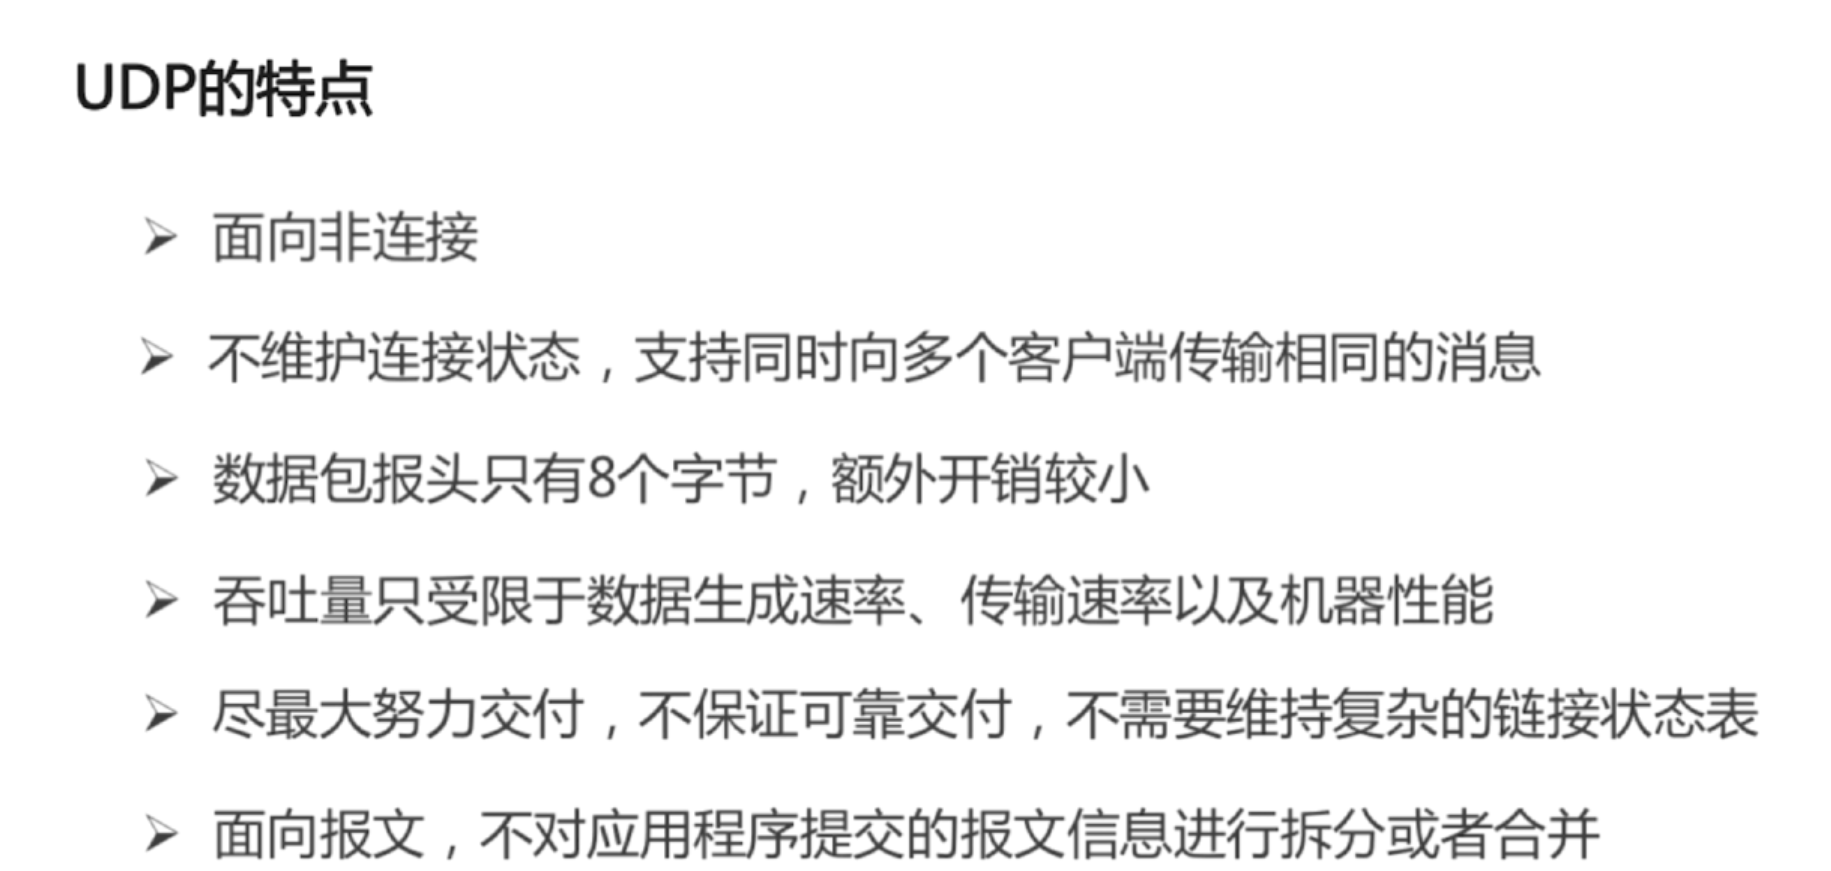 UDP的特点
面向非连接
不维护连接状态，支持同时向多个客户端传输相同的消息
数据包报头只有8个字节，额外开销较小
吞吐量只受限于数据生成速率、传输速率以及机器性能
尽最大努力交付，不保证可靠交付，不需要维持复杂的链接状态表
面向报文，不对应用程序提交的报文信息进行拆分或者合并